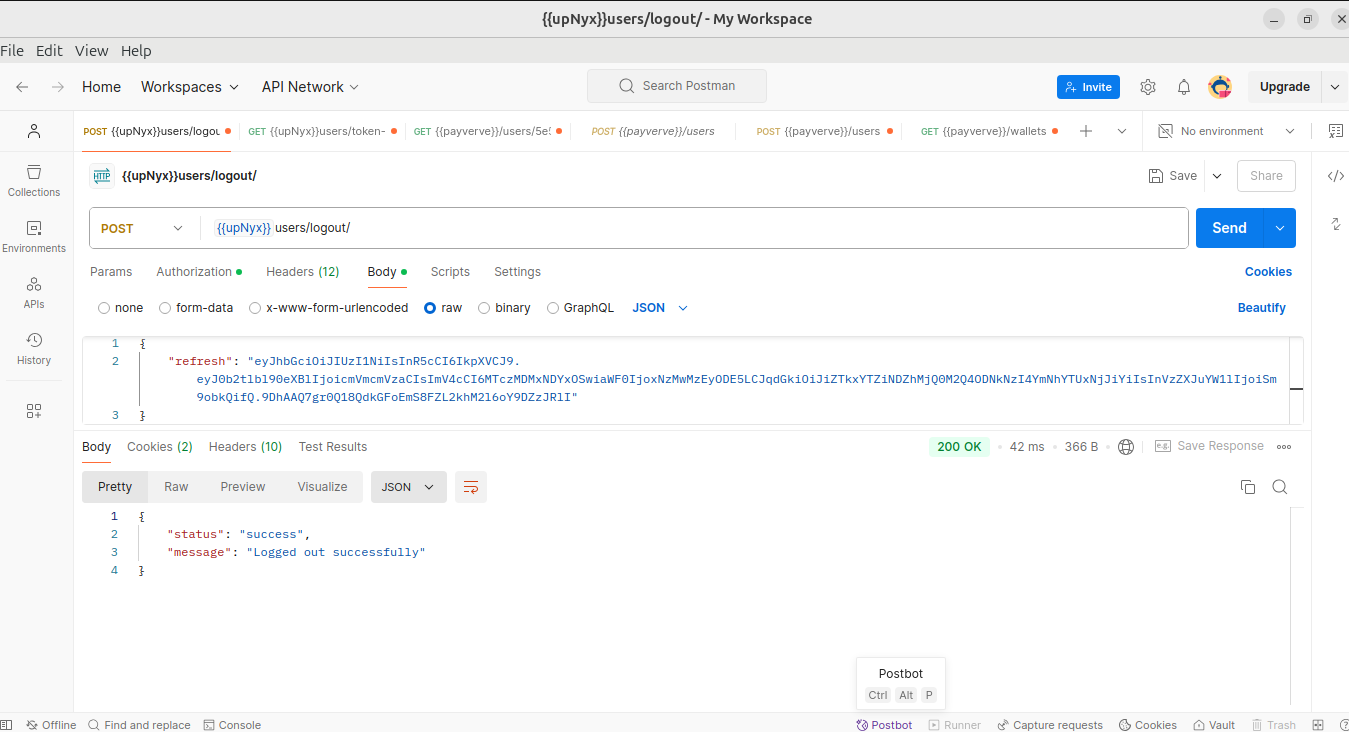 {{upNyx}}users/logout/ - My Workspace
File Edit View Help
Home Workspaces API Network Search Postman Invite Upgrade
POST {{upNyx}}users/logou GET {{upNyx}}users/token- GET {{payverve}}/users/5e5 POST {{payverve}}/users POST {{payverve}}/users GET {{payverve}}/wallets No environment
Collections
Environments
APIs
History
HTTP {{upNyx}}users/logout/ Save Share
POST {{upNyx}} users/logout/ Send
Params Authorization Headers (12) Body Scripts Settings Cookies
none form-data x-www-form-urlencoded raw binary GraphQL JSON Beautify
1 {
2 "refresh": "eyJhbGciOiJIUzI1NiIsInR5cCI6IkpXVCJ9.
eyJ0b2tlbl90eXBlIjoicmVmcmVzaCIsImV4cCI6MTczMDMxNDYxOSwiaWF0IjoxNzMwMzEyODE5LCJqdGkiOiJiZTkxYTZiNDZhMjQ0M2Q4ODNkNzI4YmNhYTUxNjJiYiIsInVzZXJuYW1lIjoiSm
9obkQifQ.9DhAAQ7gr0Q18QdkGFoEmS8FZL2khM2l6oY9DZzJRlI"
3 }
Body Cookies (2) Headers (10) Test Results 200 OK 42 ms 366 B e.g. Save Response
Pretty Raw Preview Visualize JSON
1 {
2 "status": "success",
3 "message": "Logged out successfully"
4 }
Postbot
Ctrl Alt P
Offline Find and replace Console Postbot Runner Capture requests Cookies Vault Trash